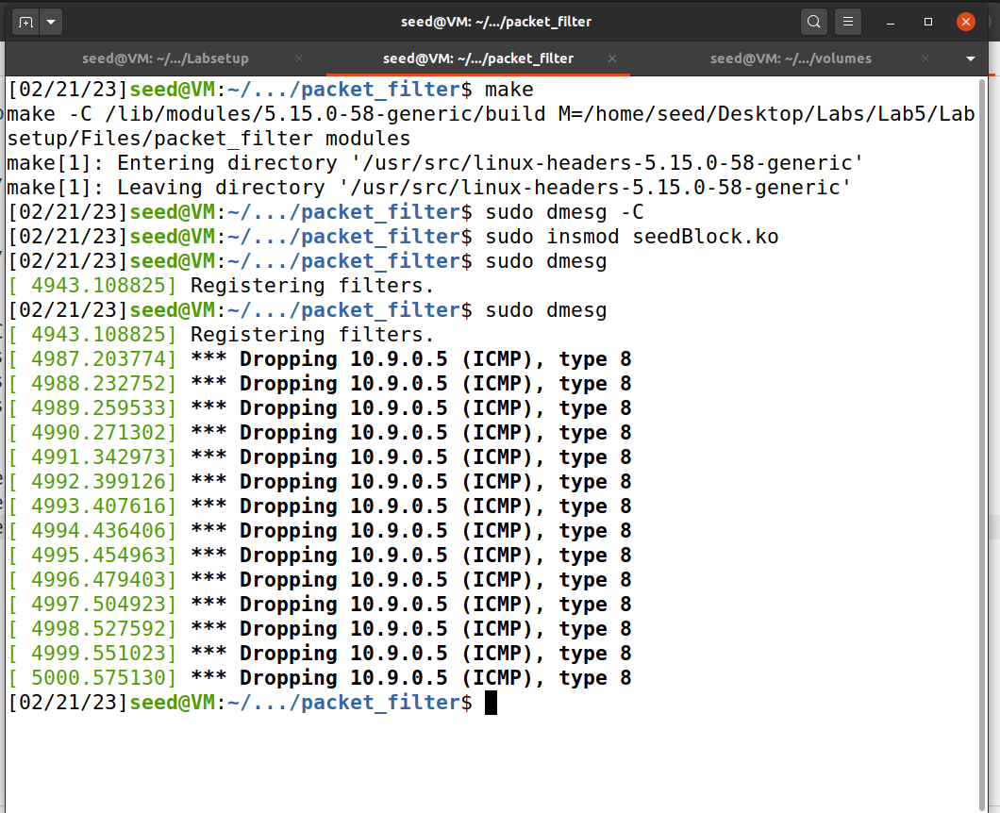 seed@VM: ~/.../packet_filter
seed@VM: ~/.../Labsetup
seed@VM: ~/.../packet_filter
seed@VM: ~/.../volumes
[02/21/23]seed@VM:~/.../packet_filter$ make
make -C /lib/modules/5.15.0-58-generic/build M=/home/seed/Desktop/Labs/Lab5/Lab
setup/Files/packet_filter modules
make[1]: Entering directory '/usr/src/linux-headers-5.15.0-58-generic'
make[1]: Leaving directory '/usr/src/linux-headers-5.15.0-58-generic'
[02/21/23]seed@VM:~/.../packet_filter$ sudo dmesg -C
[02/21/23]seed@VM:~/.../packet_filter$ sudo insmod seedBlock.ko
[02/21/23]seed@VM:~/.../packet_filter$ sudo dmesg
[ 4943.108825] Registering filters.
[02/21/23]seed@VM:~/.../packet_filter$ sudo dmesg
[ 4943.108825] Registering filters.
[ 4987.203774] *** Dropping 10.9.0.5 (ICMP), type 8
[ 4988.232752] *** Dropping 10.9.0.5 (ICMP), type 8
[ 4989.259533] *** Dropping 10.9.0.5 (ICMP), type 8
[ 4990.271302] *** Dropping 10.9.0.5 (ICMP), type 8
[ 4991.342973] *** Dropping 10.9.0.5 (ICMP), type 8
[ 4992.399126] *** Dropping 10.9.0.5 (ICMP), type 8
[ 4993.407616] *** Dropping 10.9.0.5 (ICMP), type 8
[ 4994.436406] *** Dropping 10.9.0.5 (ICMP), type 8
[ 4995.454963] *** Dropping 10.9.0.5 (ICMP), type 8
[ 4996.479403] *** Dropping 10.9.0.5 (ICMP), type 8
[ 4997.504923] *** Dropping 10.9.0.5 (ICMP), type 8
[ 4998.527592] *** Dropping 10.9.0.5 (ICMP), type 8
[ 4999.551023] *** Dropping 10.9.0.5 (ICMP), type 8
[ 5000.575130] *** Dropping 10.9.0.5 (ICMP), type 8
[02/21/23]seed@VM:~/.../packet_filter$